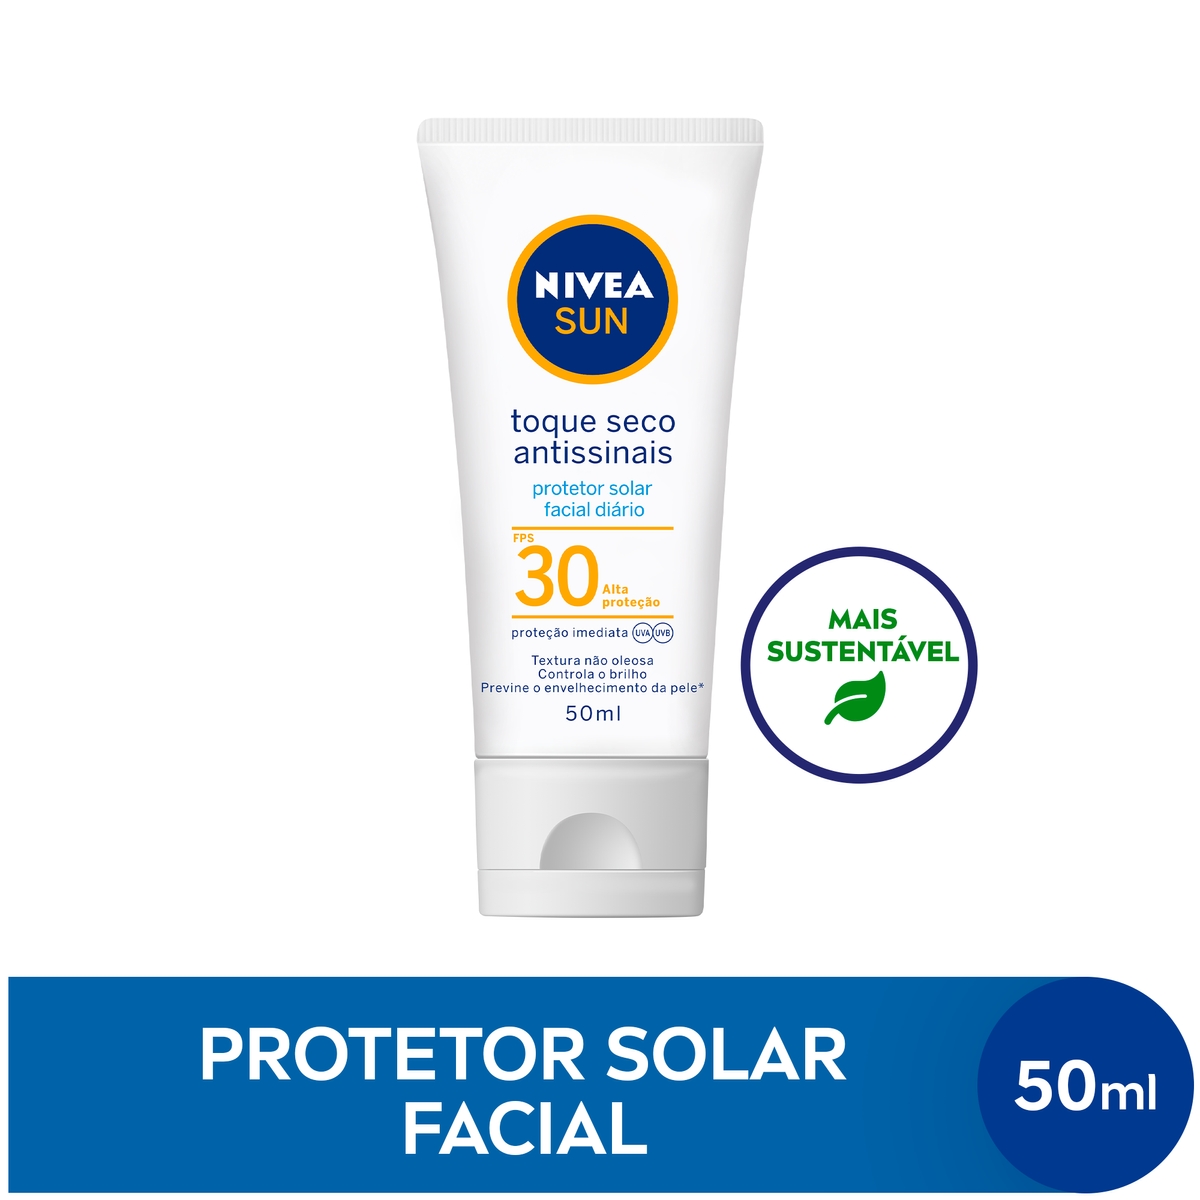 NIVEA
SUN
toque seco
antissinais
protetor solar
facial diário
FPS
30
Alta
proteção
proteção imediata UVA UVB
Textura não oleosa
Controla o brilho
Previne o envelhecimento da pele*
50ml
MAIS
SUSTENTÁVEL
PROTETOR SOLAR
FACIAL
50ml